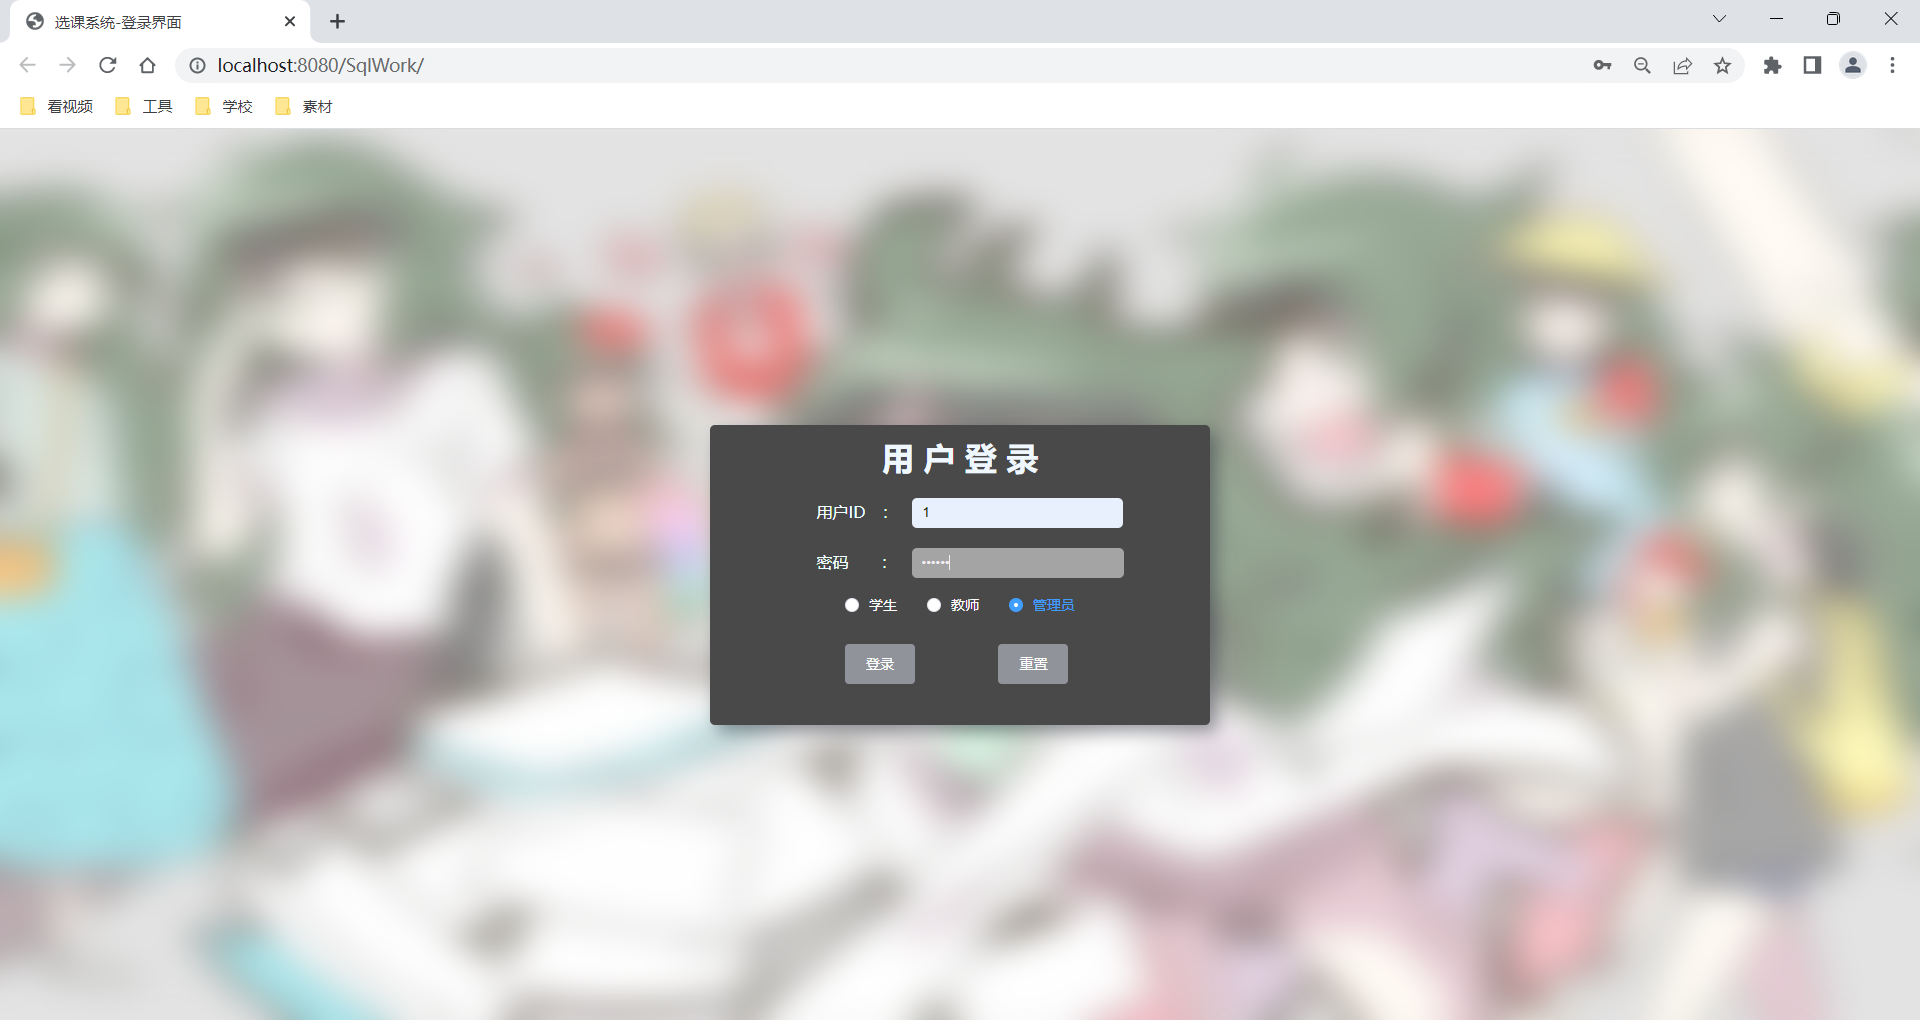 选课系统-登录界面
localhost:8080/SqlWork/
看视频 工具 学校 素材
用户登录
用户ID : 1
密码 : ••••••
学生 教师 管理员
登录 重置